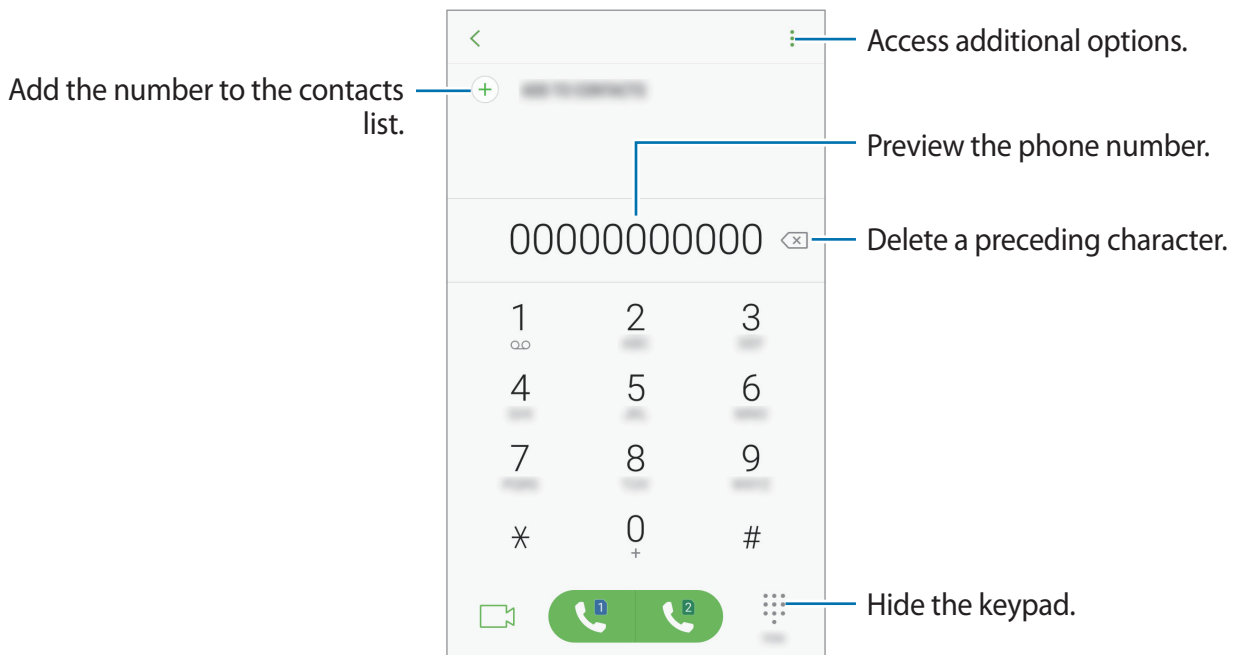 Access additional options.
Add the number to the contacts
list.
Preview the phone number.
00000000000
Delete a preceding character.
1 2 3
4 5 6
7 8 9
* 0 #
+
1 2
Hide the keypad.